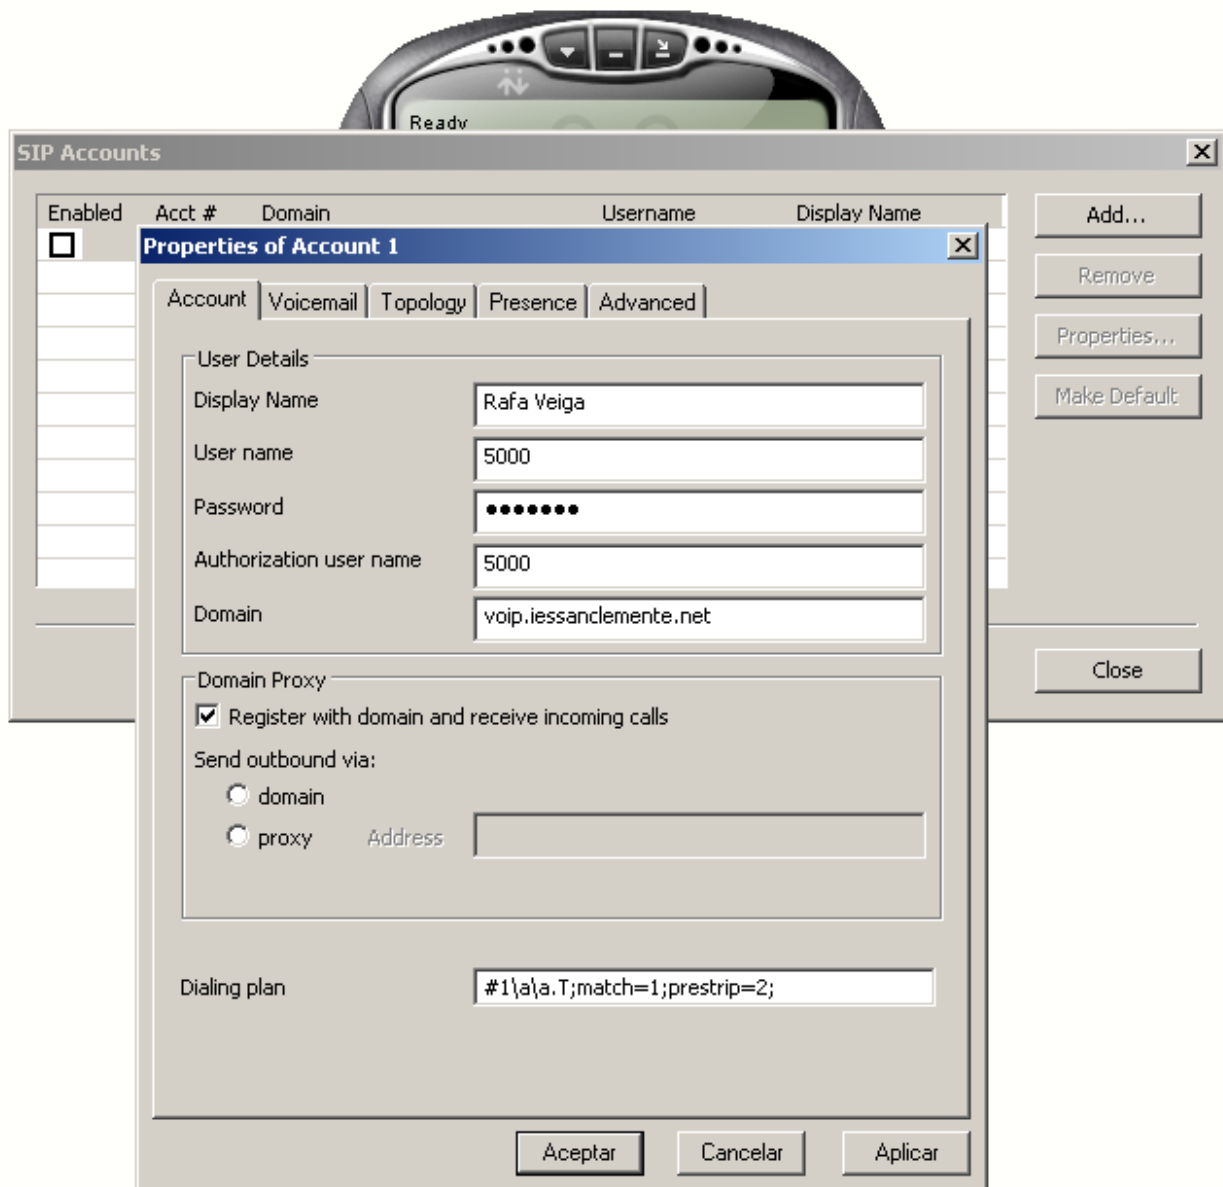 Ready
SIP Accounts
Enabled Acct # Domain Username Display Name
Add...
Remove
Properties...
Make Default
Close
Properties of Account 1
Account Voicemail Topology Presence Advanced
User Details
Display Name Rafa Veiga
User name 5000
Password •••••••
Authorization user name 5000
Domain voip.iessanclemente.net
Domain Proxy
Register with domain and receive incoming calls
Send outbound via:
domain
proxy Address
Dialing plan #1\a\a.T;match=1;prestrip=2;
Aceptar Cancelar Aplicar